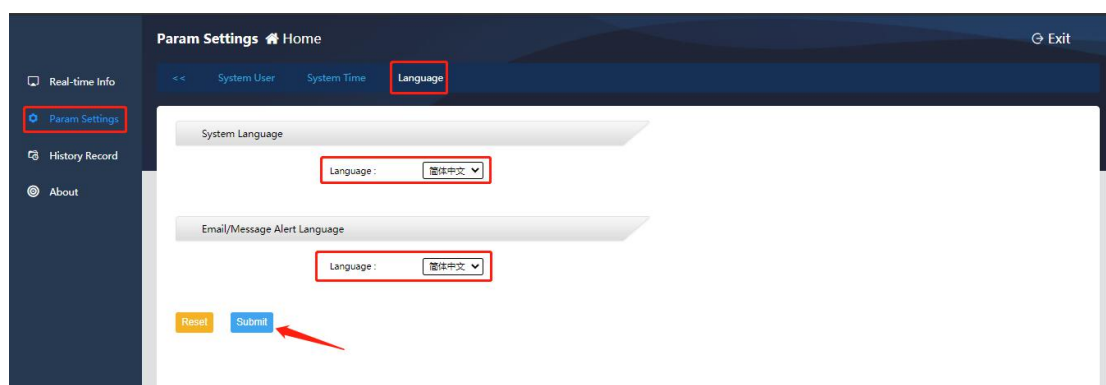 Param Settings Home
Exit
Real-time Info
Param Settings
History Record
About
<< System User System Time Language
System Language
Language : 简体中文
Email/Message Alert Language
Language : 简体中文
Reset Submit